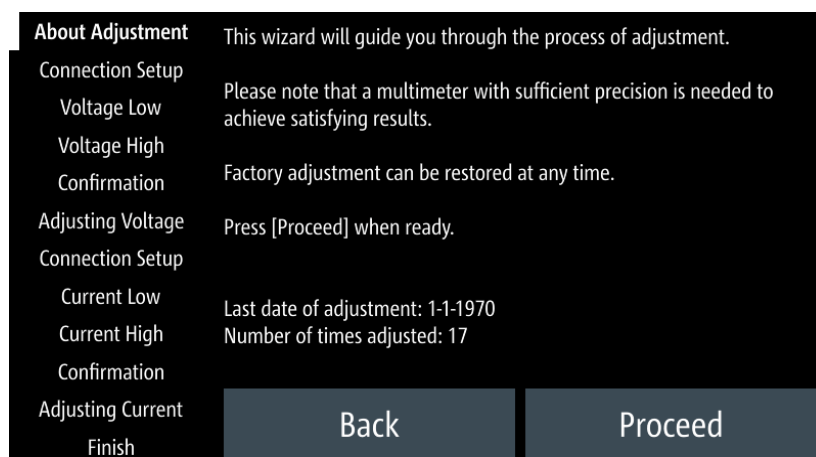 About Adjustment
Connection Setup
Voltage Low
Voltage High
Confirmation
Adjusting Voltage
Connection Setup
Current Low
Current High
Confirmation
Adjusting Current
Finish
This wizard will guide you through the process of adjustment.
Please note that a multimeter with sufficient precision is needed to
achieve satisfying results.
Factory adjustment can be restored at any time.
Press [Proceed] when ready.
Last date of adjustment: 1-1-1970
Number of times adjusted: 17
Back
Proceed